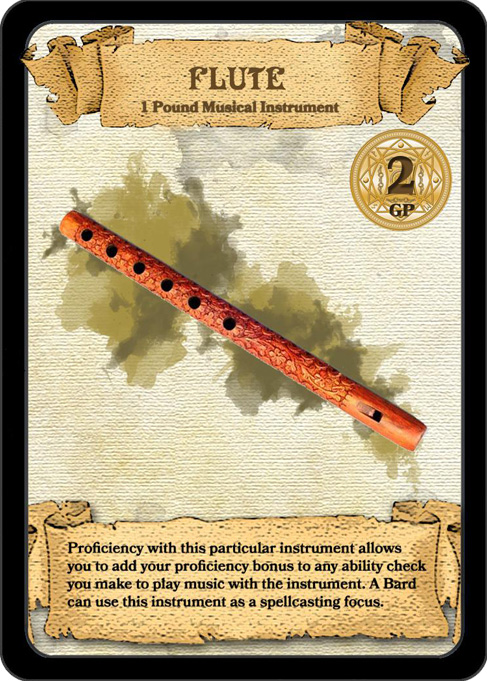 FLUTE
1 Pound Musical Instrument
2
GP
Proficiency with this particular instrument allows
you to add your proficiency bonus to any ability check
you make to play music with the instrument. A Bard
can use this instrument as a spellcasting focus.